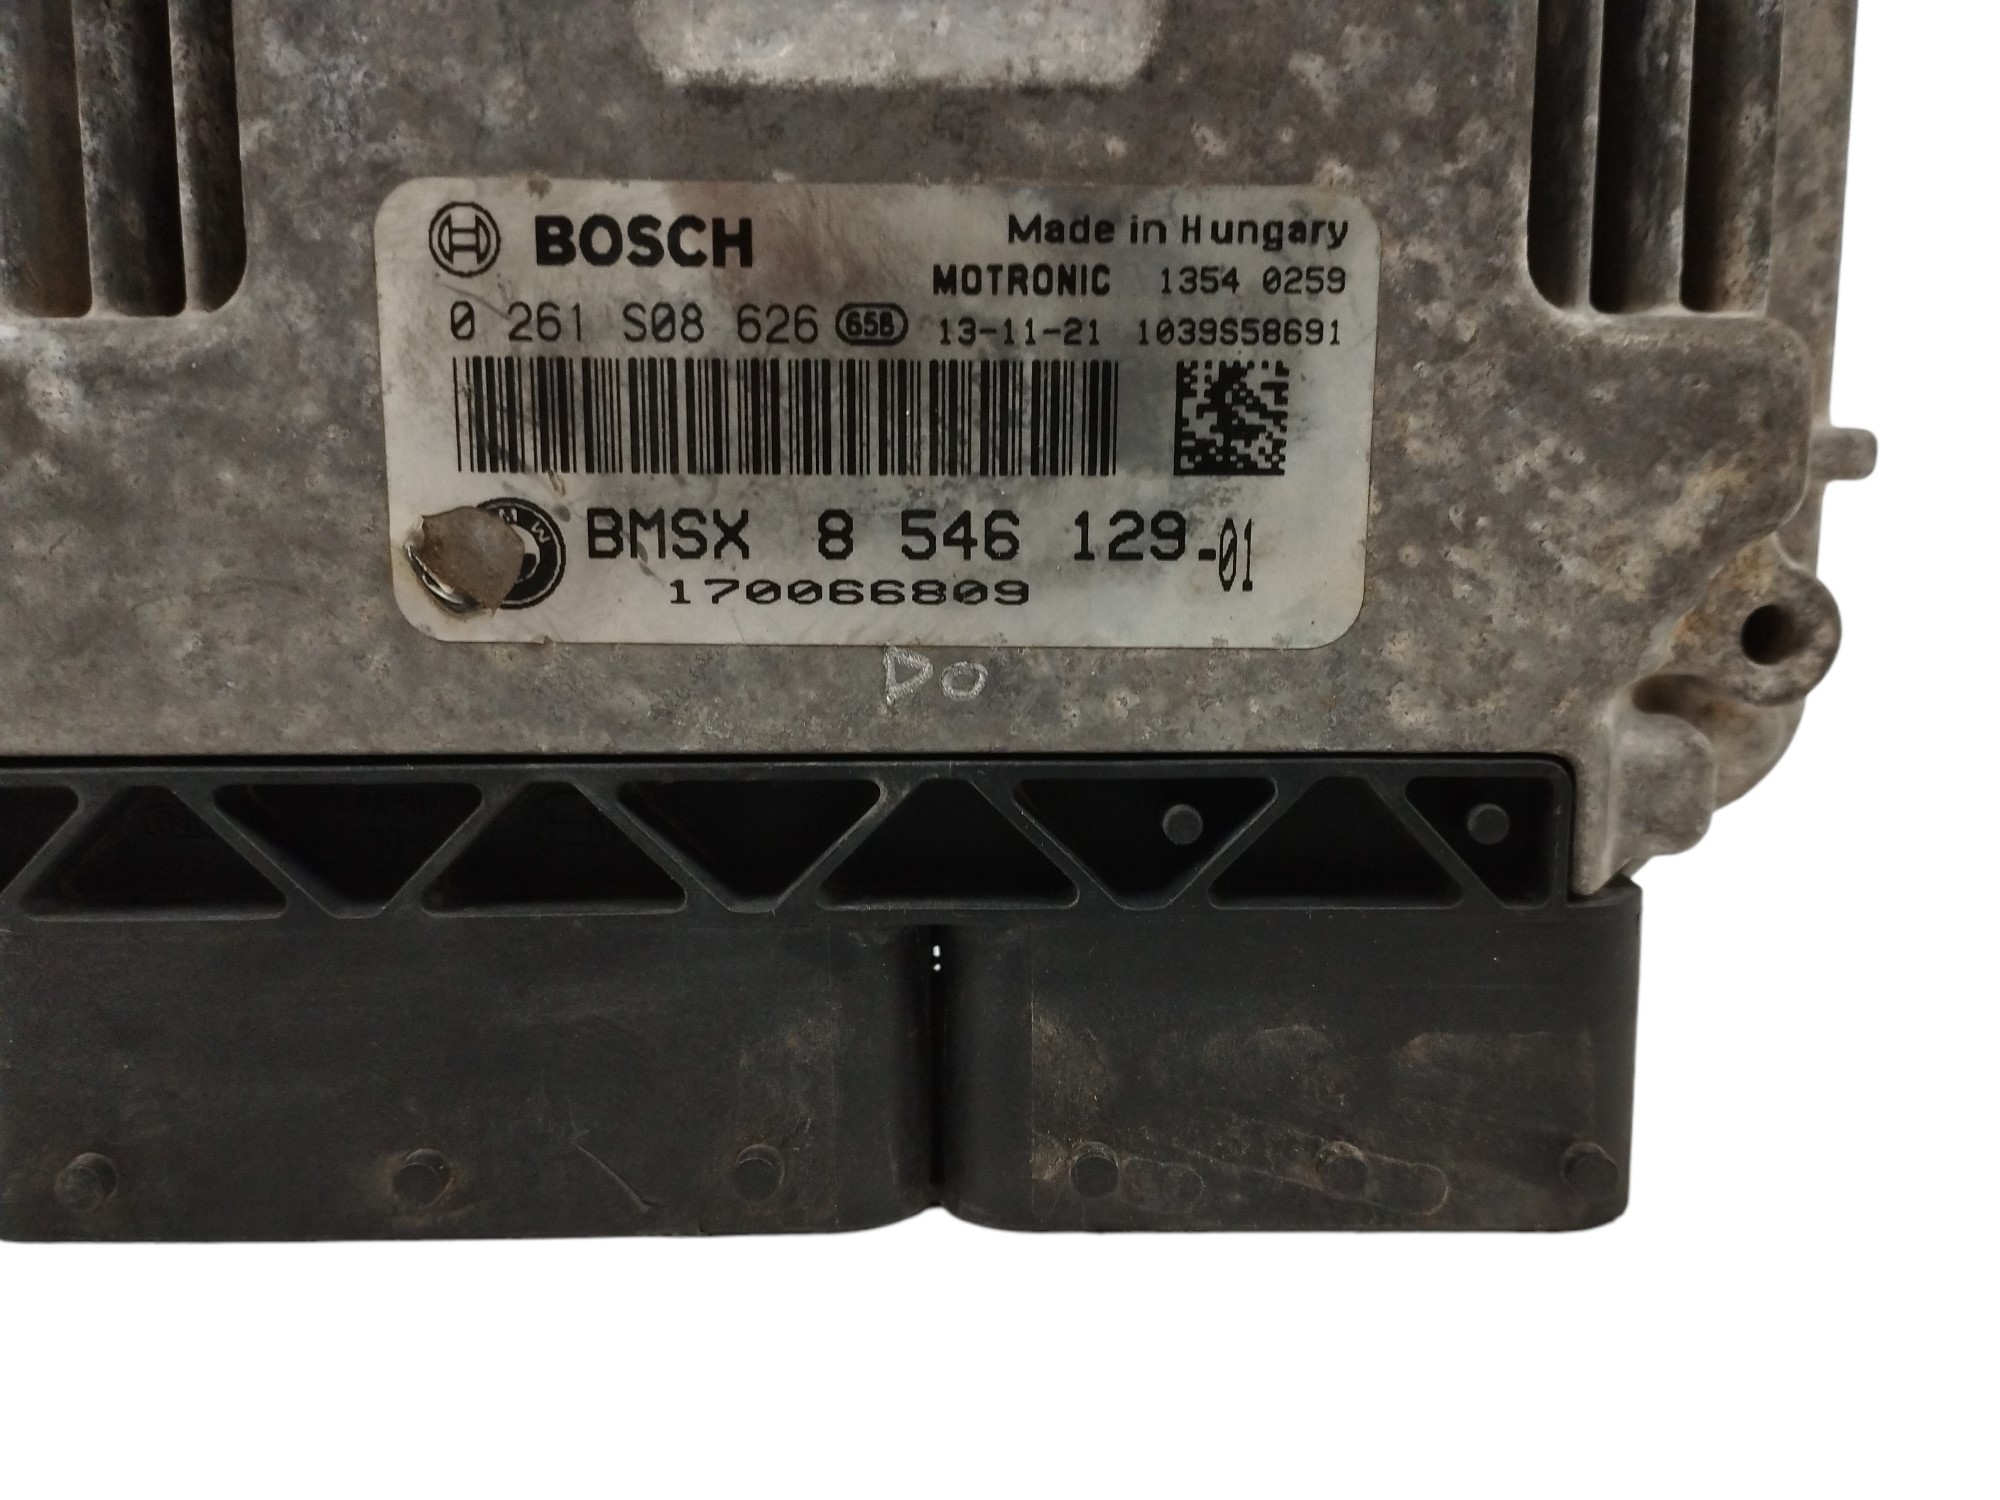 BOSCH
Made in Hungary
MOTRONIC 1354 0259
0 261 S08 626 65B 13-11-21 1039S58691
BMSX 8 546 129-01
170066809
DO